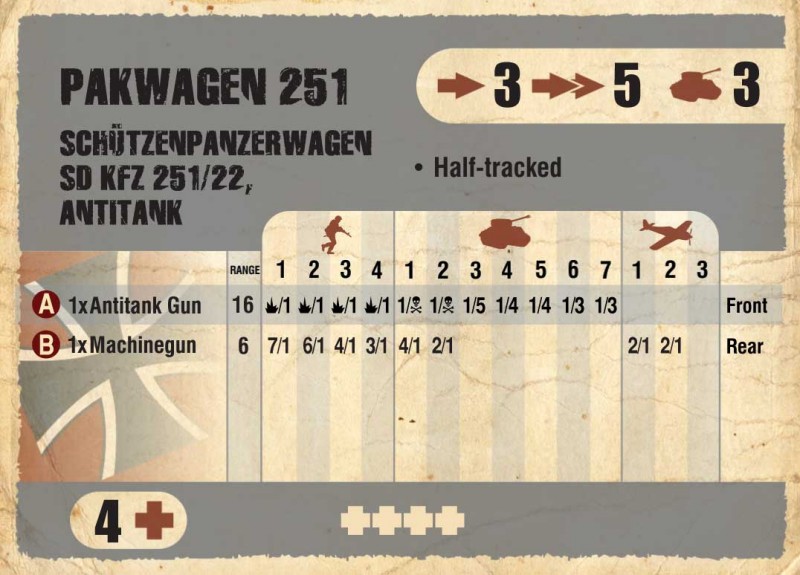 PAKWAGEN 251
3 5 3
SCHÜTZENPANZERWAGEN
SD KFZ 251/22,
ANTITANK
• Half-tracked
RANGE 1 2 3 4 1 2 3 4 5 6 7 1 2 3
A 1x Antitank Gun 16 /1 /1 /1 /1 1/ 1/ 1/5 1/4 1/4 1/3 1/3 Front
B 1x Machinegun 6 7/1 6/1 4/1 3/1 4/1 2/1 2/1 2/1 Rear
4